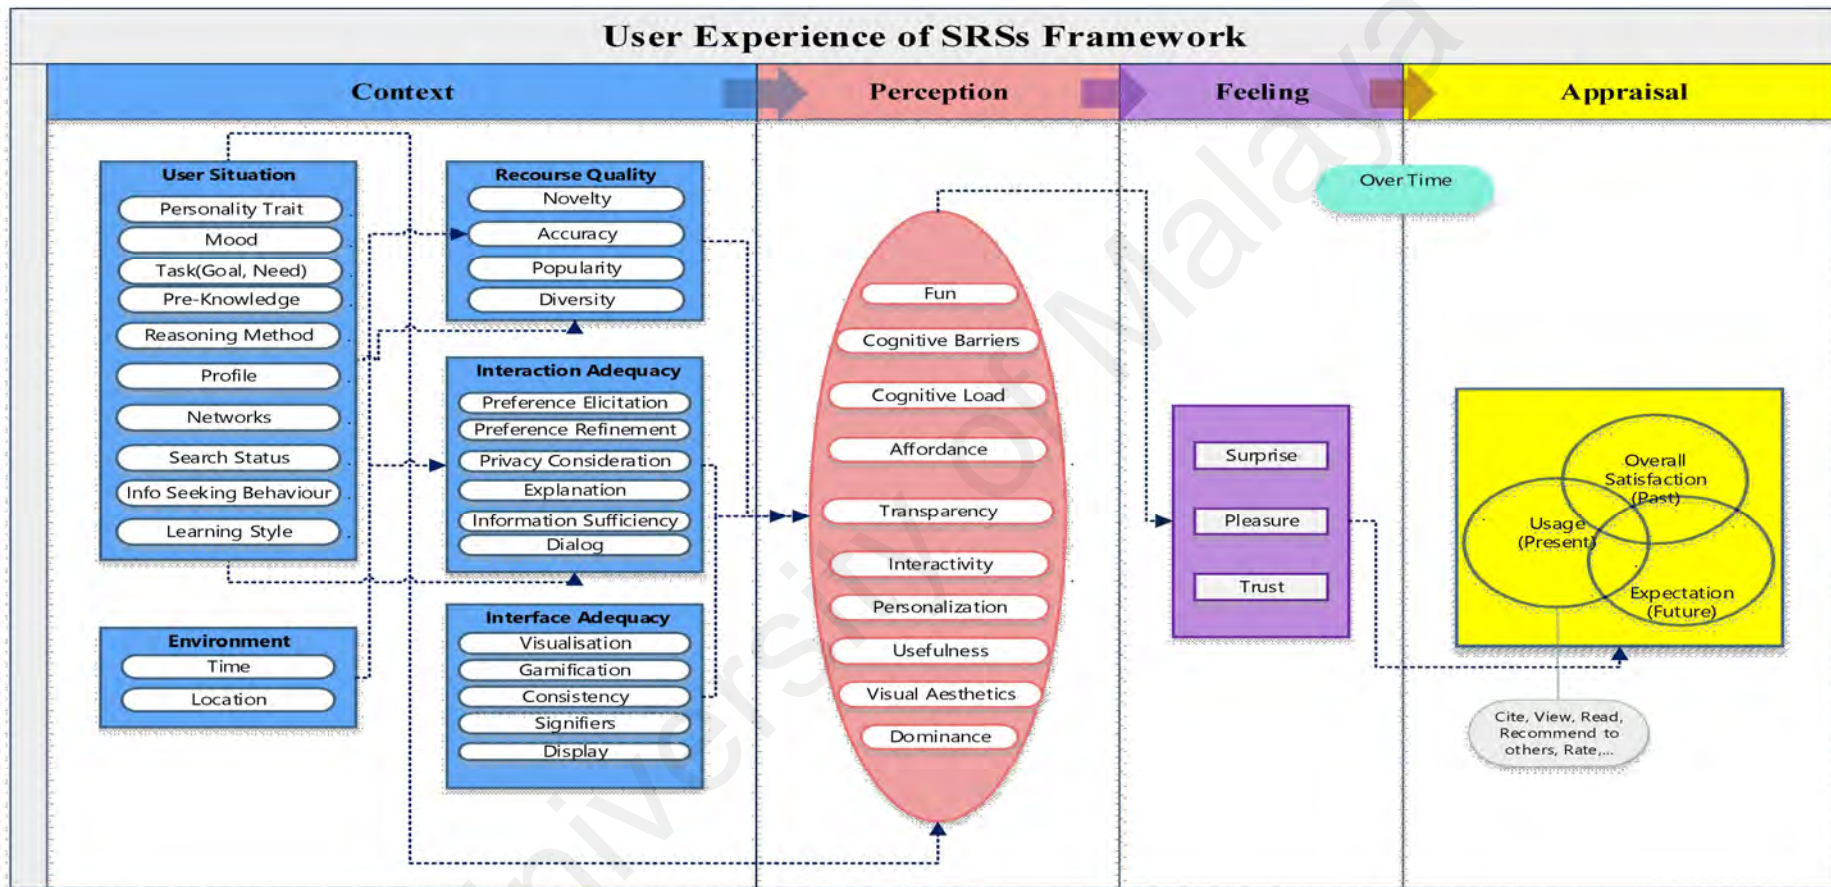 User Experience of SRSs Framework
Context
Perception
Feeling
Appraisal
User Situation
Personality Trait
Mood
Task(Goal, Need)
Pre-Knowledge
Reasoning Method
Profile
Networks
Search Status
Info Seeking Behaviour
Learning Style
Environment
Time
Location
Recourse Quality
Novelty
Accuracy
Popularity
Diversity
Interaction Adequacy
Preference Elicitation
Preference Refinement
Privacy Consideration
Explanation
Information Sufficiency
Dialog
Interface Adequacy
Visualisation
Gamification
Consistency
Signifiers
Display
Fun
Cognitive Barriers
Cognitive Load
Affordance
Transparency
Interactivity
Personalization
Usefulness
Visual Aesthetics
Dominance
Surprise
Pleasure
Trust
Over Time
Overall
Satisfaction
(Past)
Usage
(Present)
Expectation
(Future)
Cite, View, Read,
Recommend to
others, Rate,...
University of Malaya